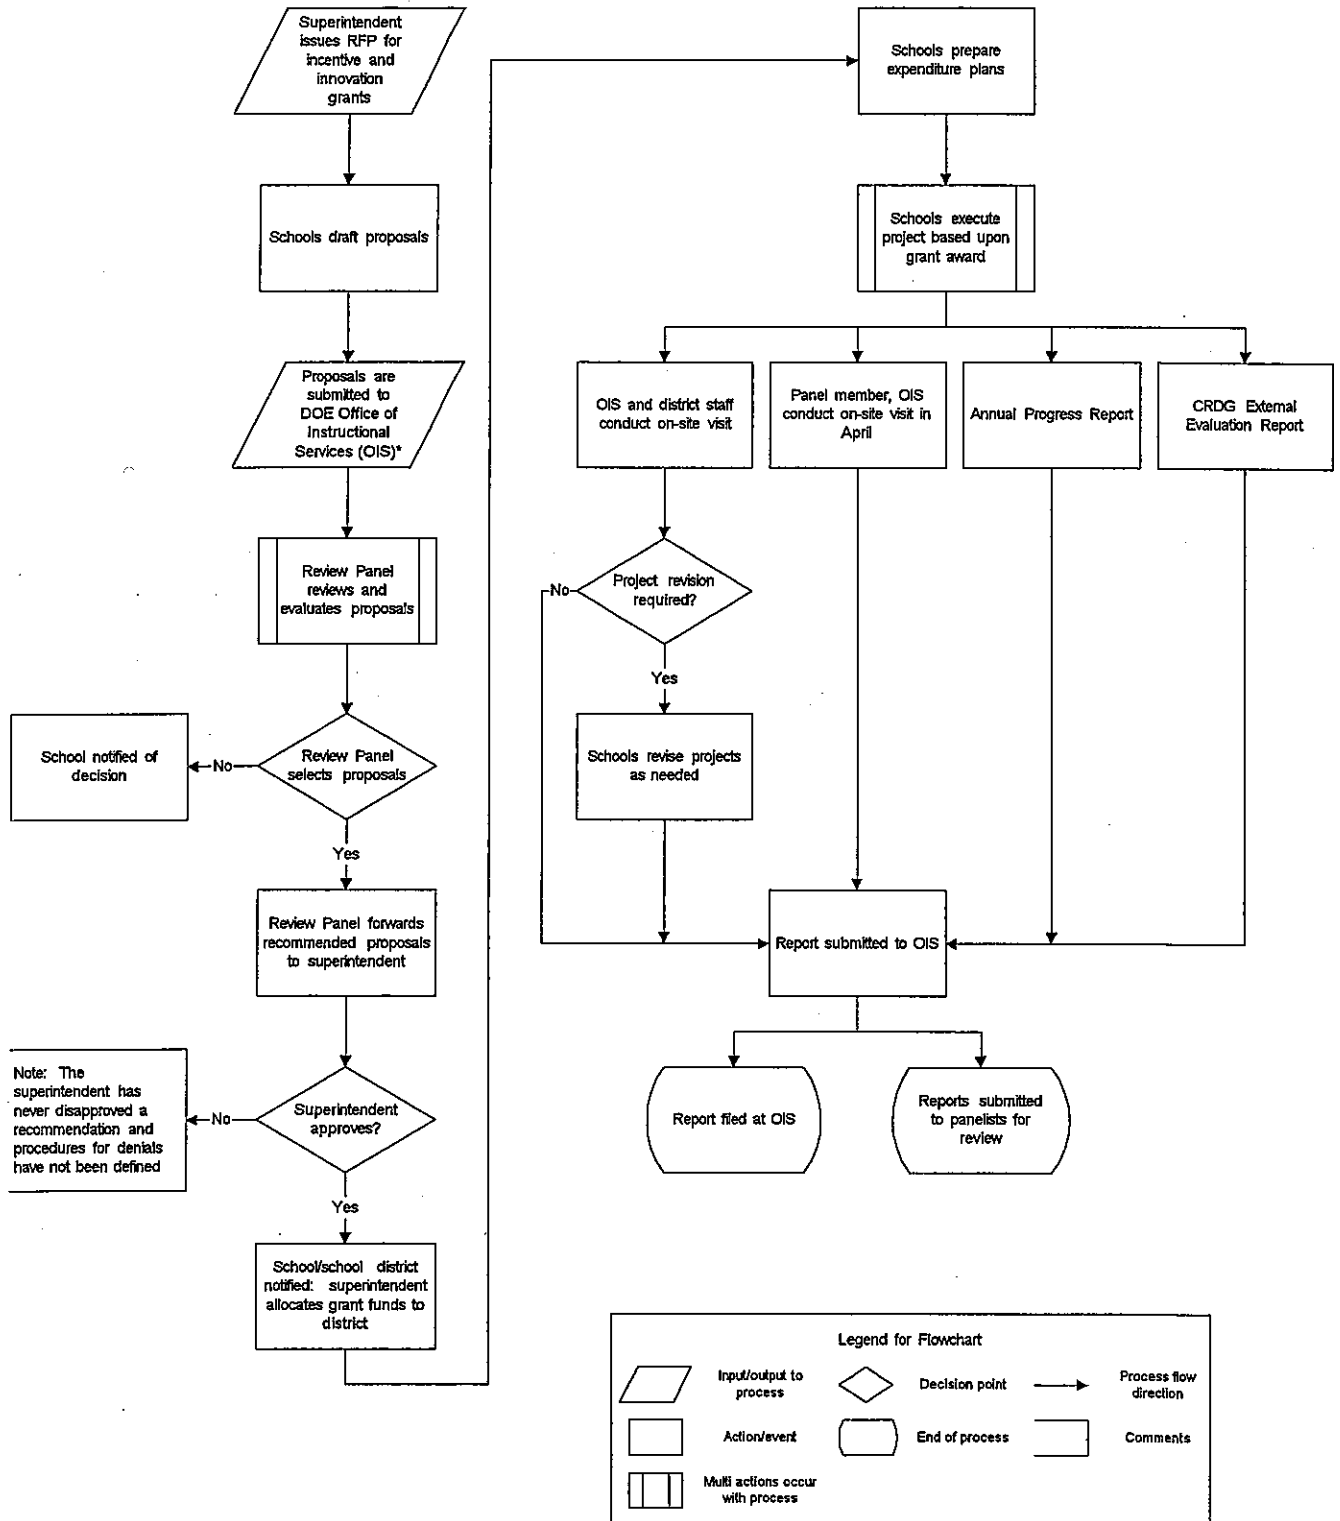 Superintendent
issues RFP for
incentive and
innovation
grants
Schools draft proposals
Proposals are
submitted to
DOE Office of
Instructional
Services (OIS)*
Review Panel
reviews and
evaluates proposals
Review Panel
selects proposals
No
School notified of
decision
Yes
Review Panel forwards
recommended proposals
to superintendent
Superintendent
approves?
No
Note: The
superintendent has
never disapproved a
recommendation and
procedures for denials
have not been defined
Yes
School/school district
notified: superintendent
allocates grant funds to
district
Schools prepare
expenditure plans
Schools execute
project based upon
grant award
OIS and district staff
conduct on-site visit
Panel member, OIS
conduct on-site visit in
April
Annual Progress Report
CRDG External
Evaluation Report
Project revision
required?
No
Yes
Schools revise projects
as needed
Report submitted to OIS
Report filed at OIS
Reports submitted
to panelists for
review
Legend for Flowchart
Input/output to
process
Decision point
Process flow
direction
Action/event
End of process
Comments
Multi actions occur
with process